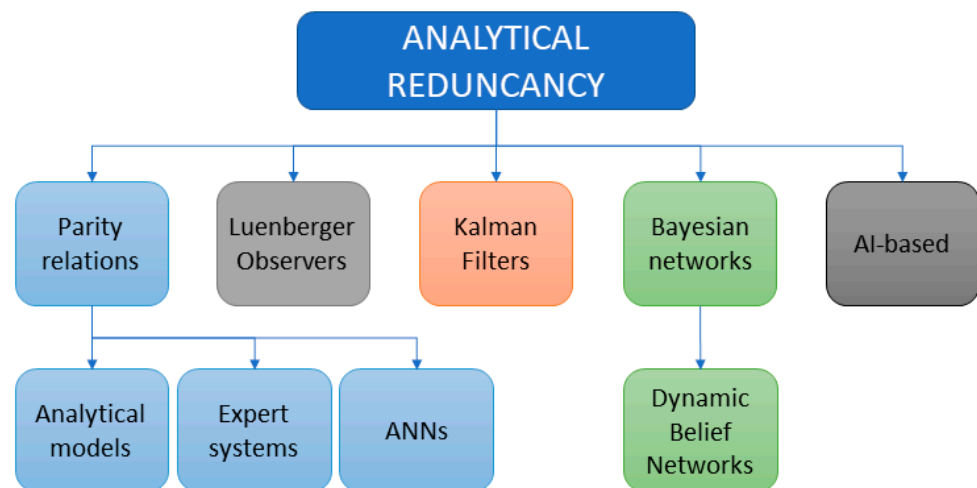 ANALYTICAL
REDUNCANCY
Parity
relations
Luenberger
Observers
Kalman
Filters
Bayesian
networks
AI-based
Analytical
models
Expert
systems
ANNs
Dynamic
Belief
Networks